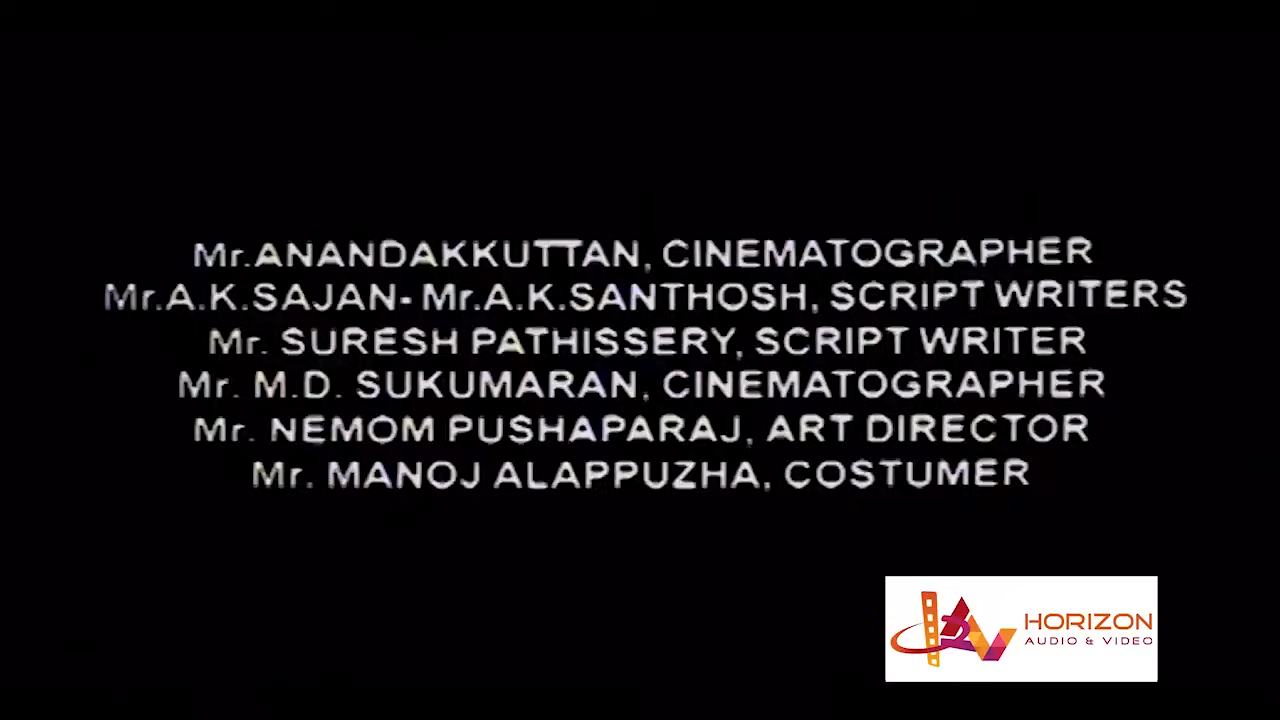 Mr.ANANDAKKUTTAN, CINEMATOGRAPHER
Mr.A.K.SAJAN- Mr.A.K.SANTHOSH, SCRIPT WRITERS
Mr. SURESH PATHISSERY, SCRIPT WRITER
Mr. M.D. SUKUMARAN, CINEMATOGRAPHER
Mr. NEMOM PUSHAPARAJ, ART DIRECTOR
Mr. MANOJ ALAPPUZHA, COSTUMER
HORIZON
AUDIO & VIDEO